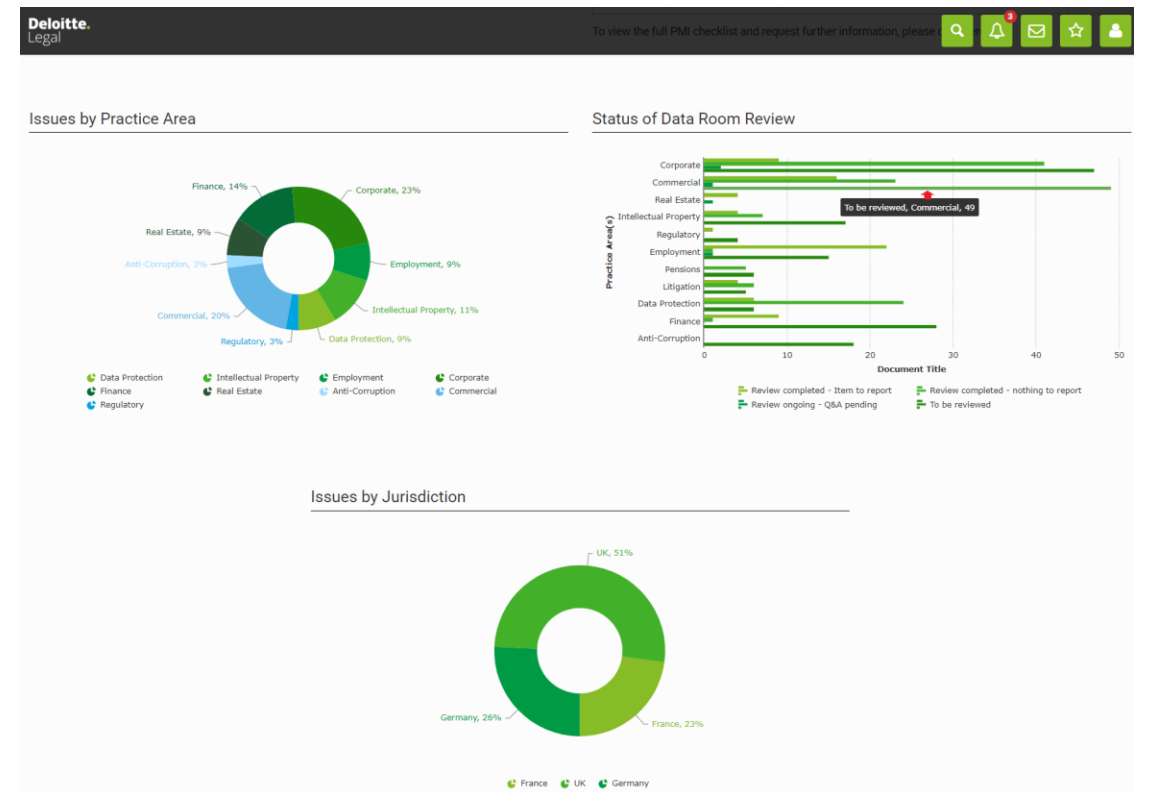 Deloitte.
Legal
To view the full PMI checklist and request further information, please
3
Issues by Practice Area
Finance, 14%
Corporate, 23%
Real Estate, 9%
Anti-Corruption, 3%
Employment, 9%
Commercial, 20%
Intellectual Property, 11%
Regulatory, 3%
Data Protection, 9%
Data Protection
Intellectual Property
Employment
Corporate
Finance
Real Estate
Anti-Corruption
Commercial
Regulatory
Status of Data Room Review
Practice Area(s)
Corporate
Commercial
Real Estate
Intellectual Property
Regulatory
Employment
Pensions
Litigation
Data Protection
Finance
Anti-Corruption
To be reviewed, Commercial, 49
0 10 20 30 40 50
Document Title
Review completed - Item to report
Review completed - nothing to report
Review ongoing - Q&A pending
To be reviewed
Issues by Jurisdiction
UK, 51%
Germany, 26%
France, 23%
France
UK
Germany